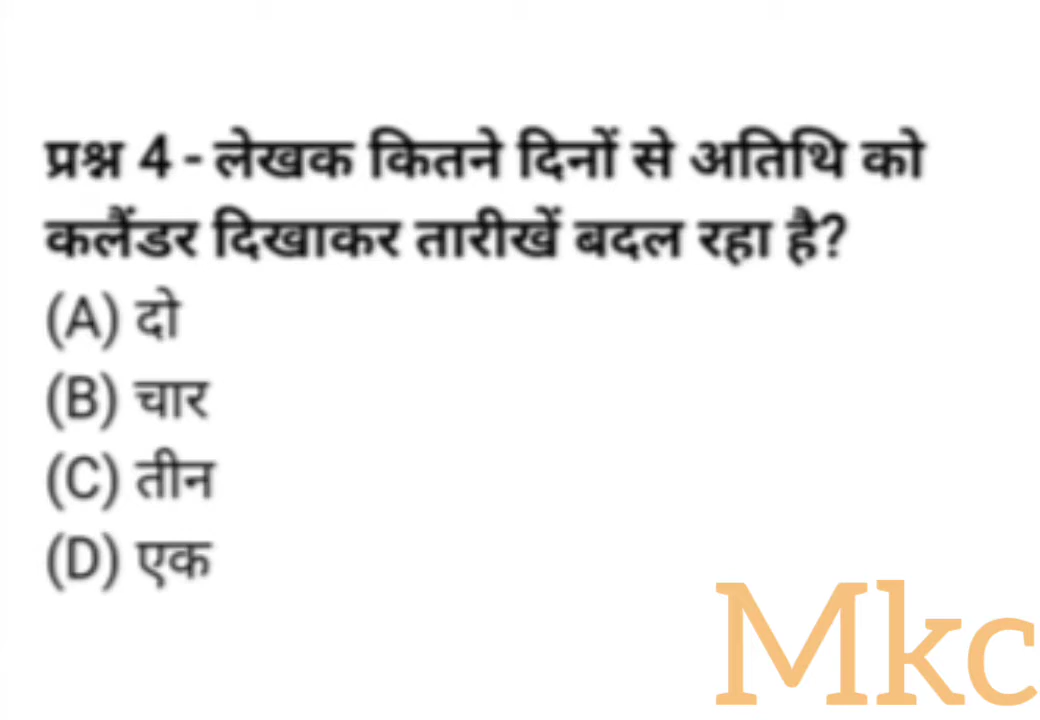 प्रश्न 4 - लेखक कितने दिनों से अतिथि को
कलैंडर दिखाकर तारीखें बदल रहा है?
(A) दो
(B) चार
(C) तीन
(D) एक
Mkc